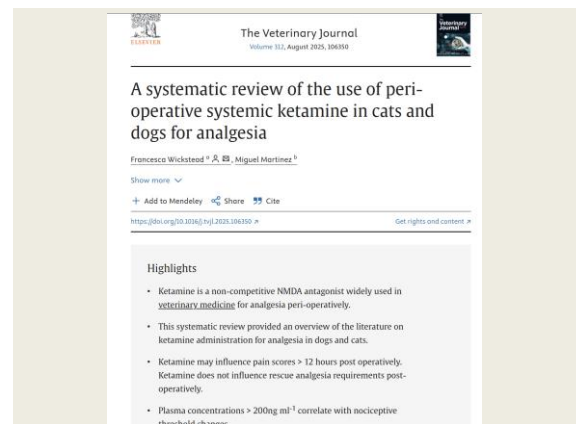 ELSEVIER
The Veterinary Journal
Volume 312, August 2025, 106350
Veterinary
Journal
A systematic review of the use of peri-
operative systemic ketamine in cats and
dogs for analgesia
Francesca Wickstead a, Miguel Martinez b
Show more
Add to Mendeley Share Cite
https://doi.org/10.1016/j.tvjl.2025.106350
Get rights and content
Highlights
• Ketamine is a non-competitive NMDA antagonist widely used in
veterinary medicine for analgesia peri-operatively.
• This systematic review provided an overview of the literature on
ketamine administration for analgesia in dogs and cats.
• Ketamine may influence pain scores > 12 hours post operatively.
Ketamine does not influence rescue analgesia requirements post-
operatively.
• Plasma concentrations > 200ng ml⁻¹ correlate with nociceptive
threshold changes.